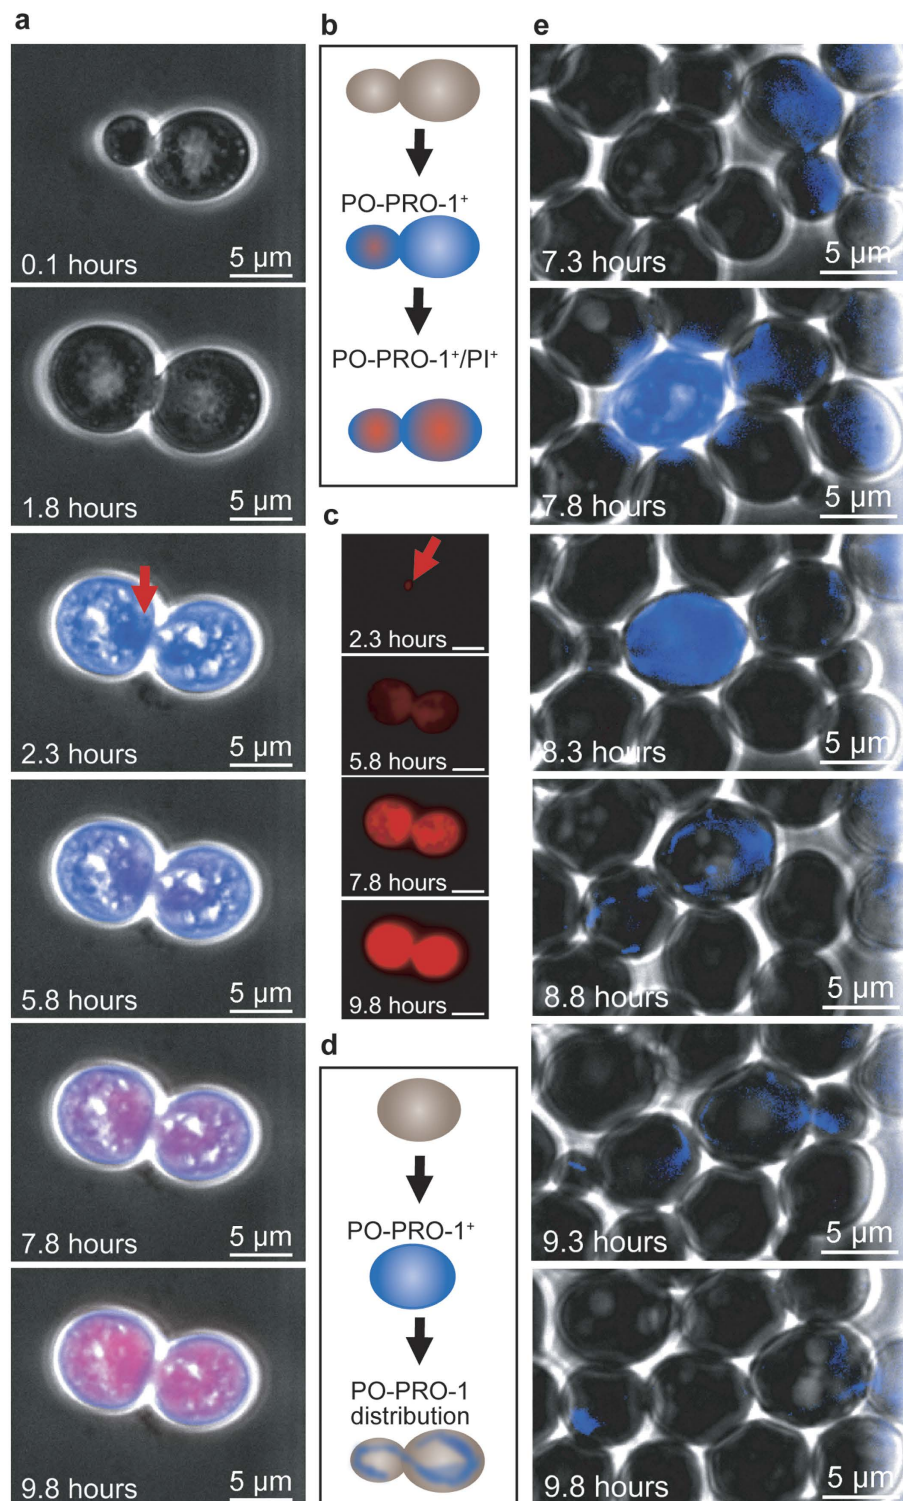 a
0.1 hours
5 µm
1.8 hours
5 µm
2.3 hours
5 µm
5.8 hours
5 µm
7.8 hours
5 µm
9.8 hours
5 µm
b
PO-PRO-1⁺
PO-PRO-1⁺/PI⁺
c
2.3 hours
5.8 hours
7.8 hours
9.8 hours
d
PO-PRO-1⁺
PO-PRO-1
distribution
e
7.3 hours
5 µm
7.8 hours
5 µm
8.3 hours
5 µm
8.8 hours
5 µm
9.3 hours
5 µm
9.8 hours
5 µm